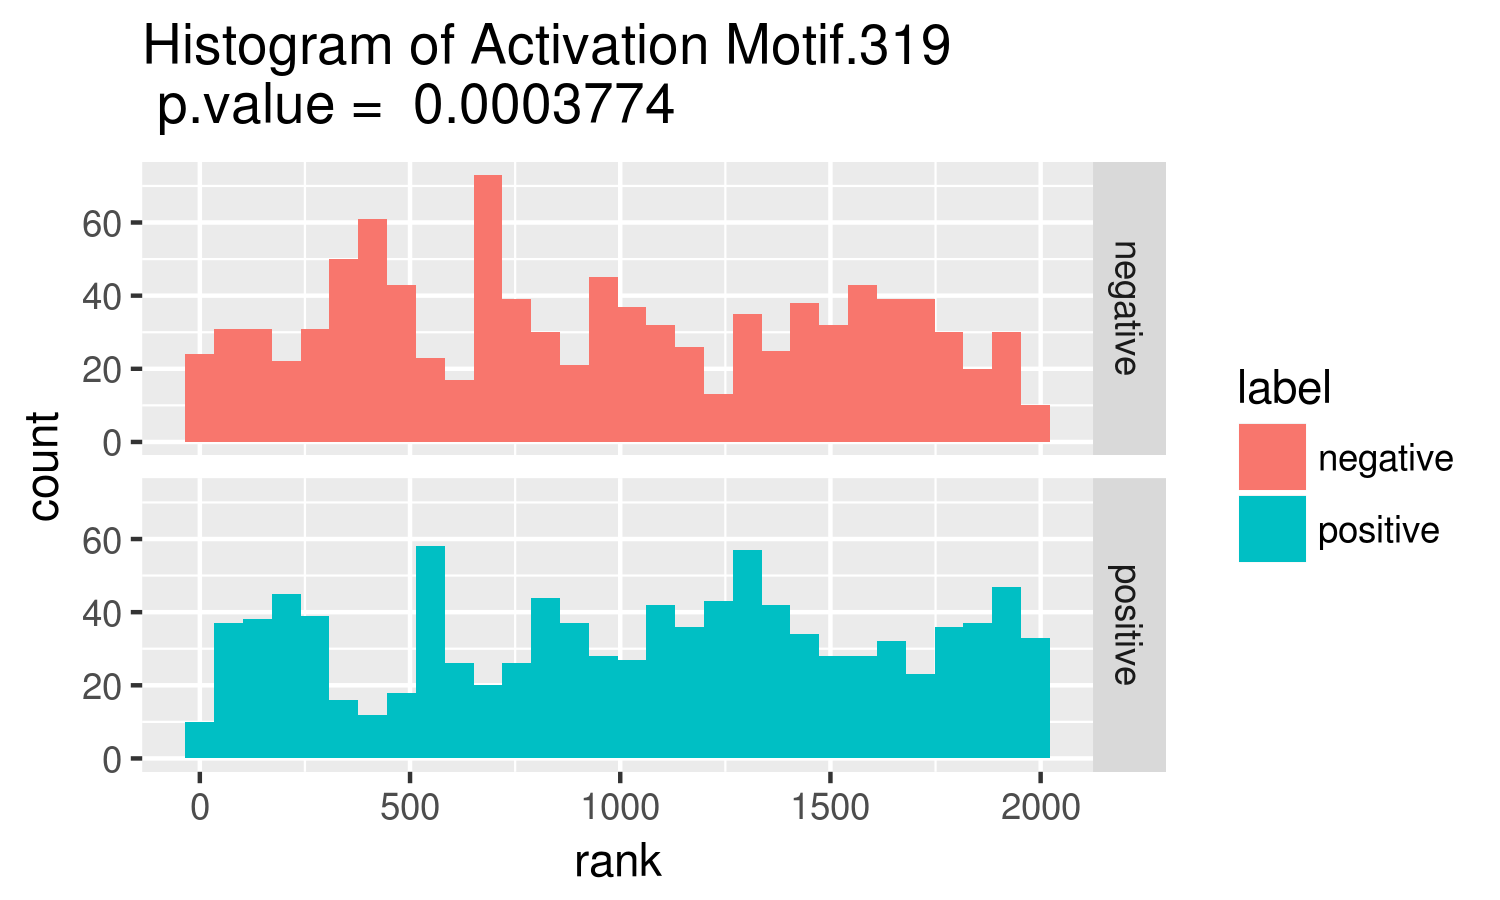 Histogram of Activation Motif.319
p.value =  0.0003774
count
60
40
20
0
negative
60
40
20
0
positive
0 500 1000 1500 2000
rank
label
negative
positive